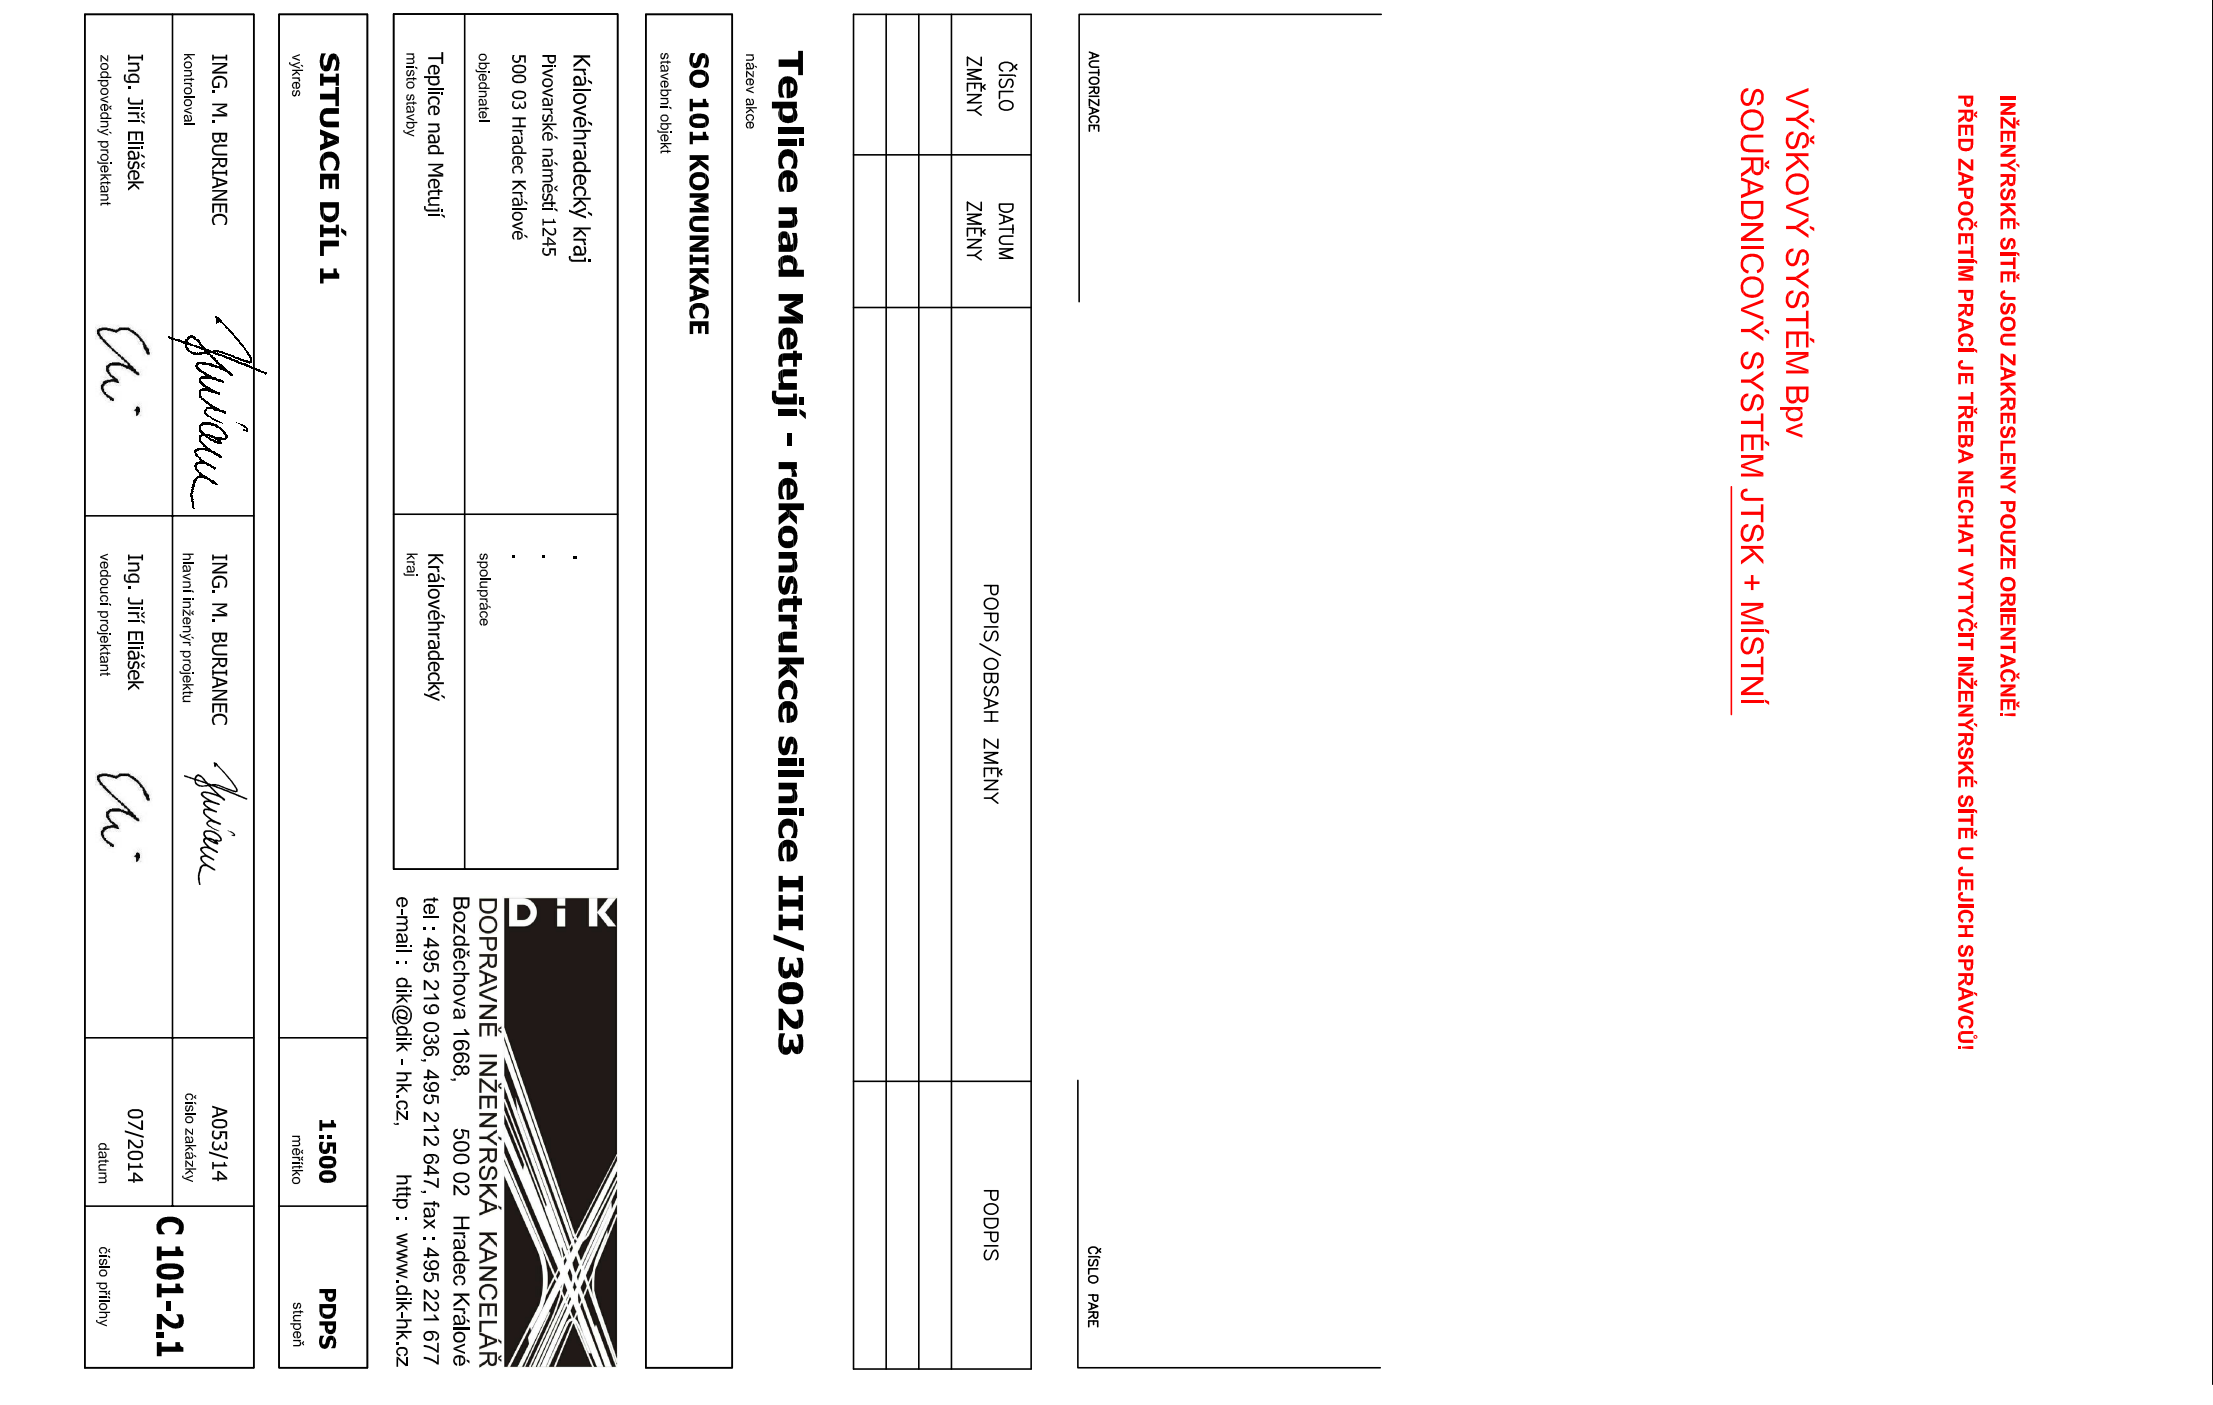 INŽENÝRSKÉ SÍTĚ JSOU ZAKRESLENY POUZE ORIENTAČNĚ!
PŘED ZAPOČETÍM PRACÍ JE TŘEBA NECHAT VYTYČIT INŽENÝRSKÉ SÍTĚ U JEJICH SPRÁVCŮ!
VÝŠKOVÝ SYSTÉM Bpv
SOUŘADNICOVÝ SYSTÉM JTSK + MÍSTNÍ
AUTORIZACE
ČÍSLO PARE
ČÍSLO
ZMĚNY
DATUM
ZMĚNY
POPIS/OBSAH ZMĚNY
PODPIS
Teplice nad Metují - rekonstrukce silnice III/3023
název akce
SO 101 KOMUNIKACE
stavební objekt
Královéhradecký kraj
Pivovarské náměstí 1245
500 03 Hradec Králové
objednatel
.
.
.
spolupráce
Teplice nad Metují
místo stavby
Královéhradecký
kraj
DiK
DOPRAVNĚ INŽENÝRSKÁ KANCELÁŘ
Bozděchova 1668, 500 02 Hradec Králové
tel : 495 219 036, 495 212 647, fax : 495 221 677
e-mail : dik@dik - hk.cz, http : www.dik-hk.cz
SITUACE DÍL 1
výkres
1:500
měřítko
PDPS
stupeň
ING. M. BURIANEC
kontroloval
ING. M. BURIANEC
hlavní inženýr projektu
A053/14
číslo zakázky
Ing. Jiří Eliášek
zodpovědný projektant
Ing. Jiří Eliášek
vedoucí projektant
07/2014
datum
C 101-2.1
číslo přílohy